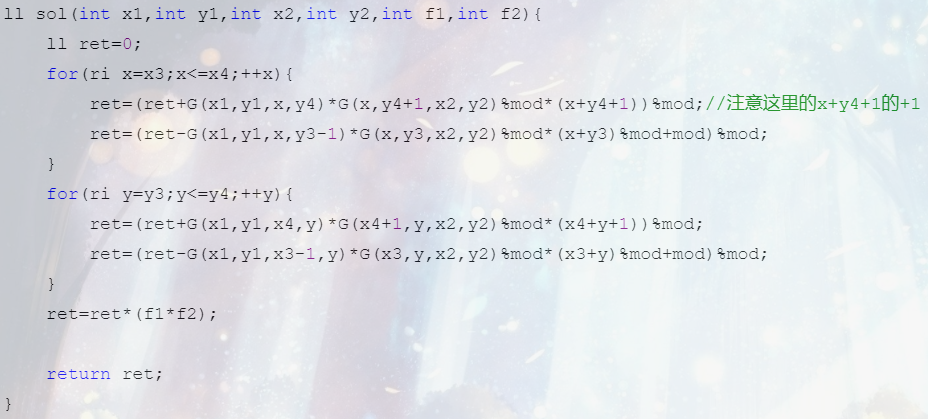 ll sol(int x1,int y1,int x2,int y2,int f1,int f2){
    ll ret=0;
    for(ri x=x3;x<=x4;++x){
        ret=(ret+G(x1,y1,x,y4)*G(x,y4+1,x2,y2)%mod*(x+y4+1))%mod;//注意这里的x+y4+1的+1
        ret=(ret-G(x1,y1,x,y3-1)*G(x,y3,x2,y2)%mod*(x+y3)%mod+mod)%mod;
    }
    for(ri y=y3;y<=y4;++y){
        ret=(ret+G(x1,y1,x4,y)*G(x4+1,y,x2,y2)%mod*(x4+y+1))%mod;
        ret=(ret-G(x1,y1,x3-1,y)*G(x3,y,x2,y2)%mod*(x3+y)%mod+mod)%mod;
    }
    ret=ret*(f1*f2);
    return ret;
}